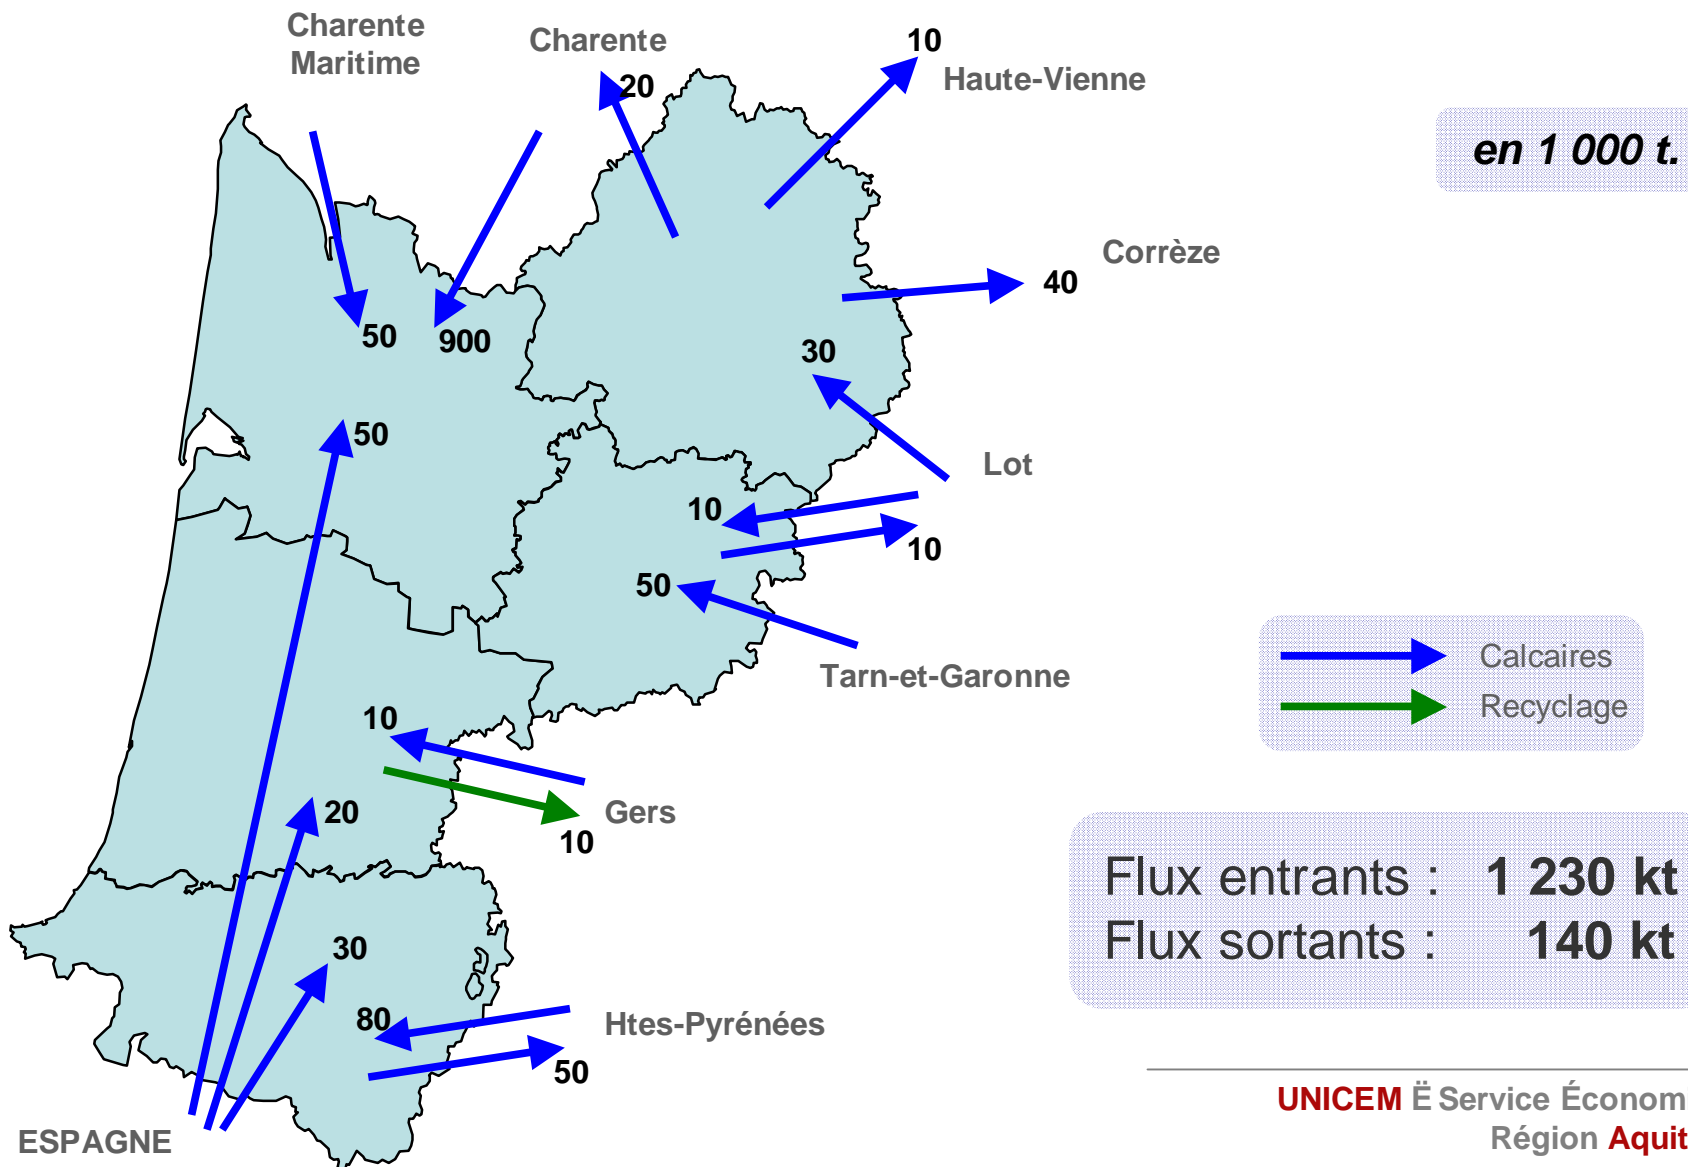 Charente
Maritime
Charente
20
10
Haute-Vienne
en 1 000 t.
Corrèze
40
50
900
30
50
Lot
10
10
50
Tarn-et-Garonne
Calcaires
Recyclage
10
20
Gers
10
Flux entrants : 1 230 kt
Flux sortants : 140 kt
30
80
Htes-Pyrénées
50
ESPAGNE
UNICEM Ë Service Économi
Région Aquit